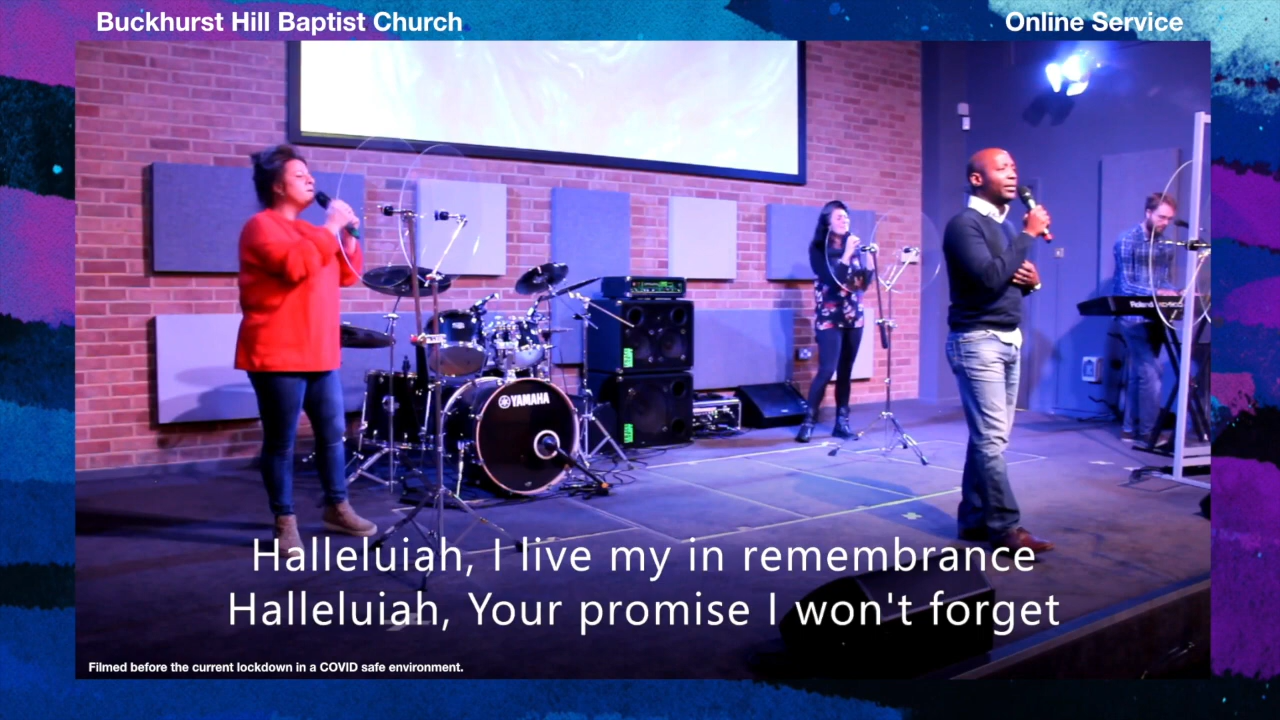 Buckhurst Hill Baptist Church
Online Service
YAMAHA
Roland
Halleluiah, I live my in remembrance
Halleluiah, Your promise I won't forget
Filmed before the current lockdown in a COVID safe environment.